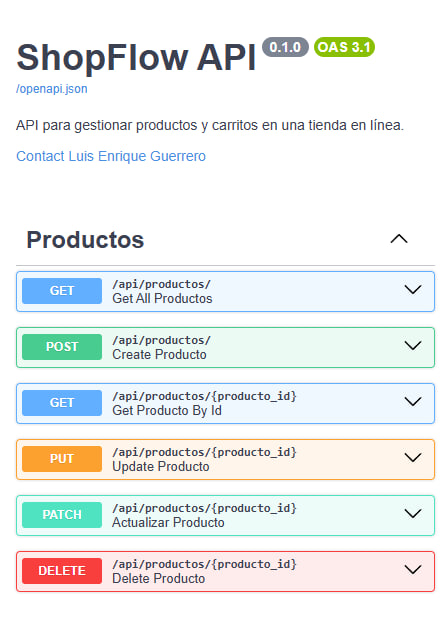 ShopFlow API 0.1.0 OAS 3.1
/openapi.json
API para gestionar productos y carritos en una tienda en línea.
Contact Luis Enrique Guerrero
Productos
GET /api/productos/
Get All Productos
POST /api/productos/
Create Producto
GET /api/productos/{producto_id}
Get Producto By Id
PUT /api/productos/{producto_id}
Update Producto
PATCH /api/productos/{producto_id}
Actualizar Producto
DELETE /api/productos/{producto_id}
Delete Producto